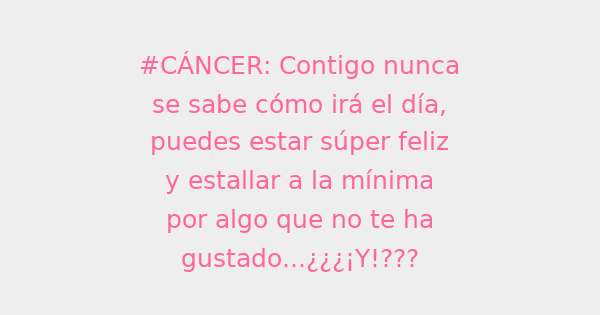 #CÁNCER: Contigo nunca
se sabe cómo irá el día,
puedes estar súper feliz
y estallar a la mínima
por algo que no te ha
gustado...¿¿¿¡Y!???